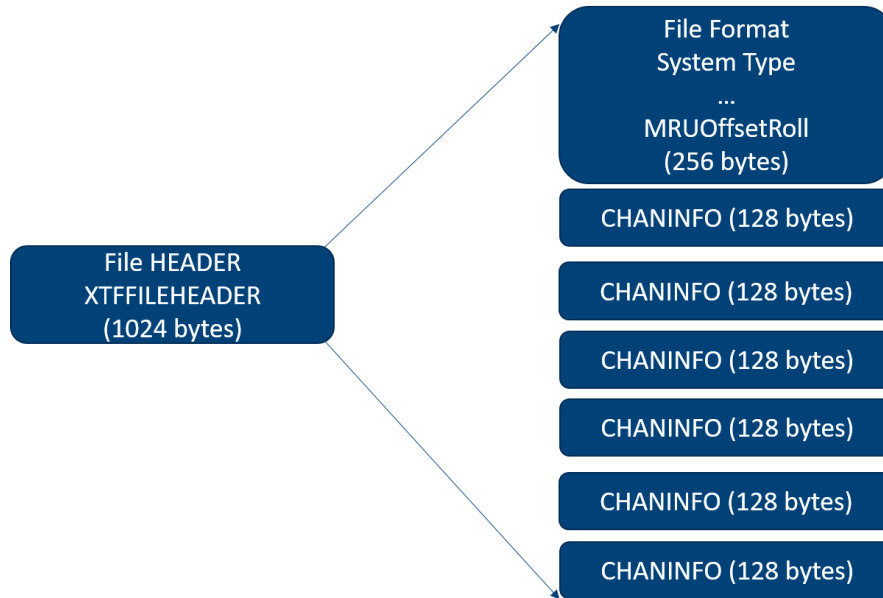 File Format
System Type
...
MRUOffsetRoll
(256 bytes)
CHANINFO (128 bytes)
File HEADER
XTFFILEHEADER
(1024 bytes)
CHANINFO (128 bytes)
CHANINFO (128 bytes)
CHANINFO (128 bytes)
CHANINFO (128 bytes)
CHANINFO (128 bytes)